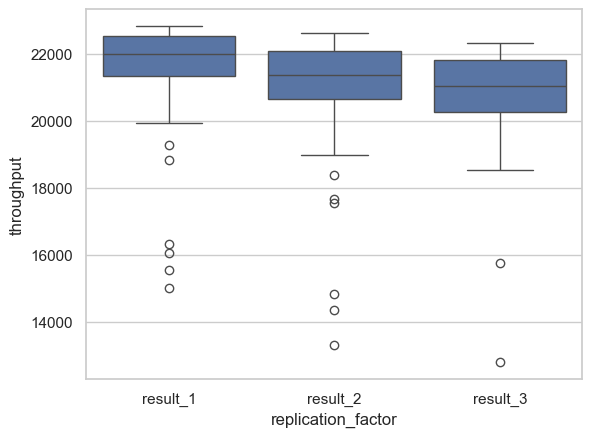 throughput
22000
20000
18000
16000
14000
result_1 result_2 result_3
replication_factor